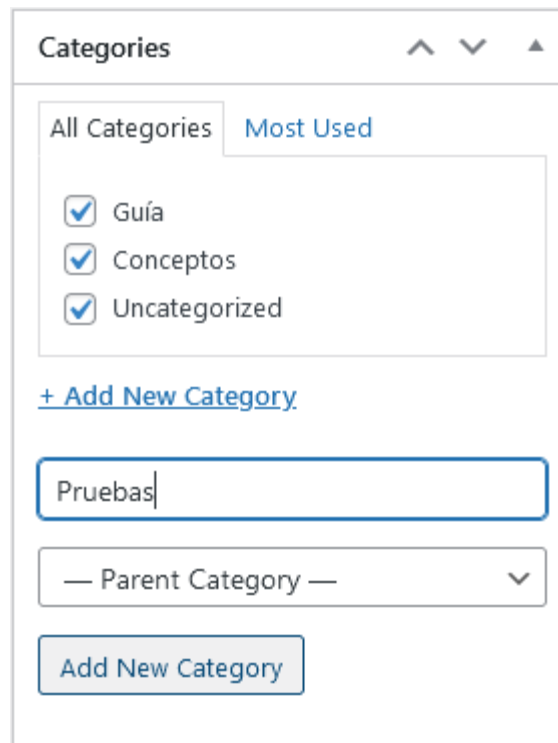 Categories
All Categories Most Used
Guía
Conceptos
Uncategorized
+ Add New Category
Pruebas
— Parent Category —
Add New Category